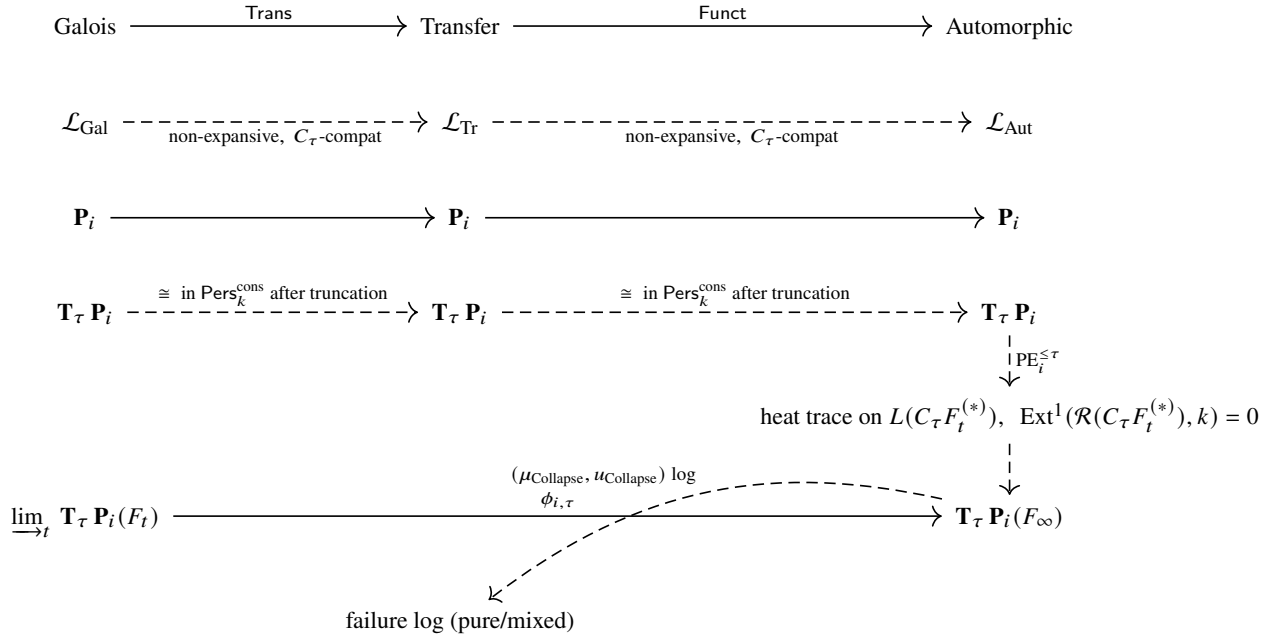 Trans Funct
Galois Transfer Automorphic
ℒ_Gal ℒ_Tr ℒ_Aut
non-expansive, C_τ-compat non-expansive, C_τ-compat
P_i P_i P_i
≅ in Pers_k^cons after truncation ≅ in Pers_k^cons after truncation
T_τ P_i T_τ P_i T_τ P_i
PE_i^{≤τ}
heat trace on L(C_τ F_t^{(*)}), Ext^1(ℛ(C_τ F_t^{(*)}), k) = 0
(μ_Collapse, u_Collapse) log
ϕ_{i,τ}
lim_{→t} T_τ P_i(F_t) T_τ P_i(F_∞)
failure log (pure/mixed)